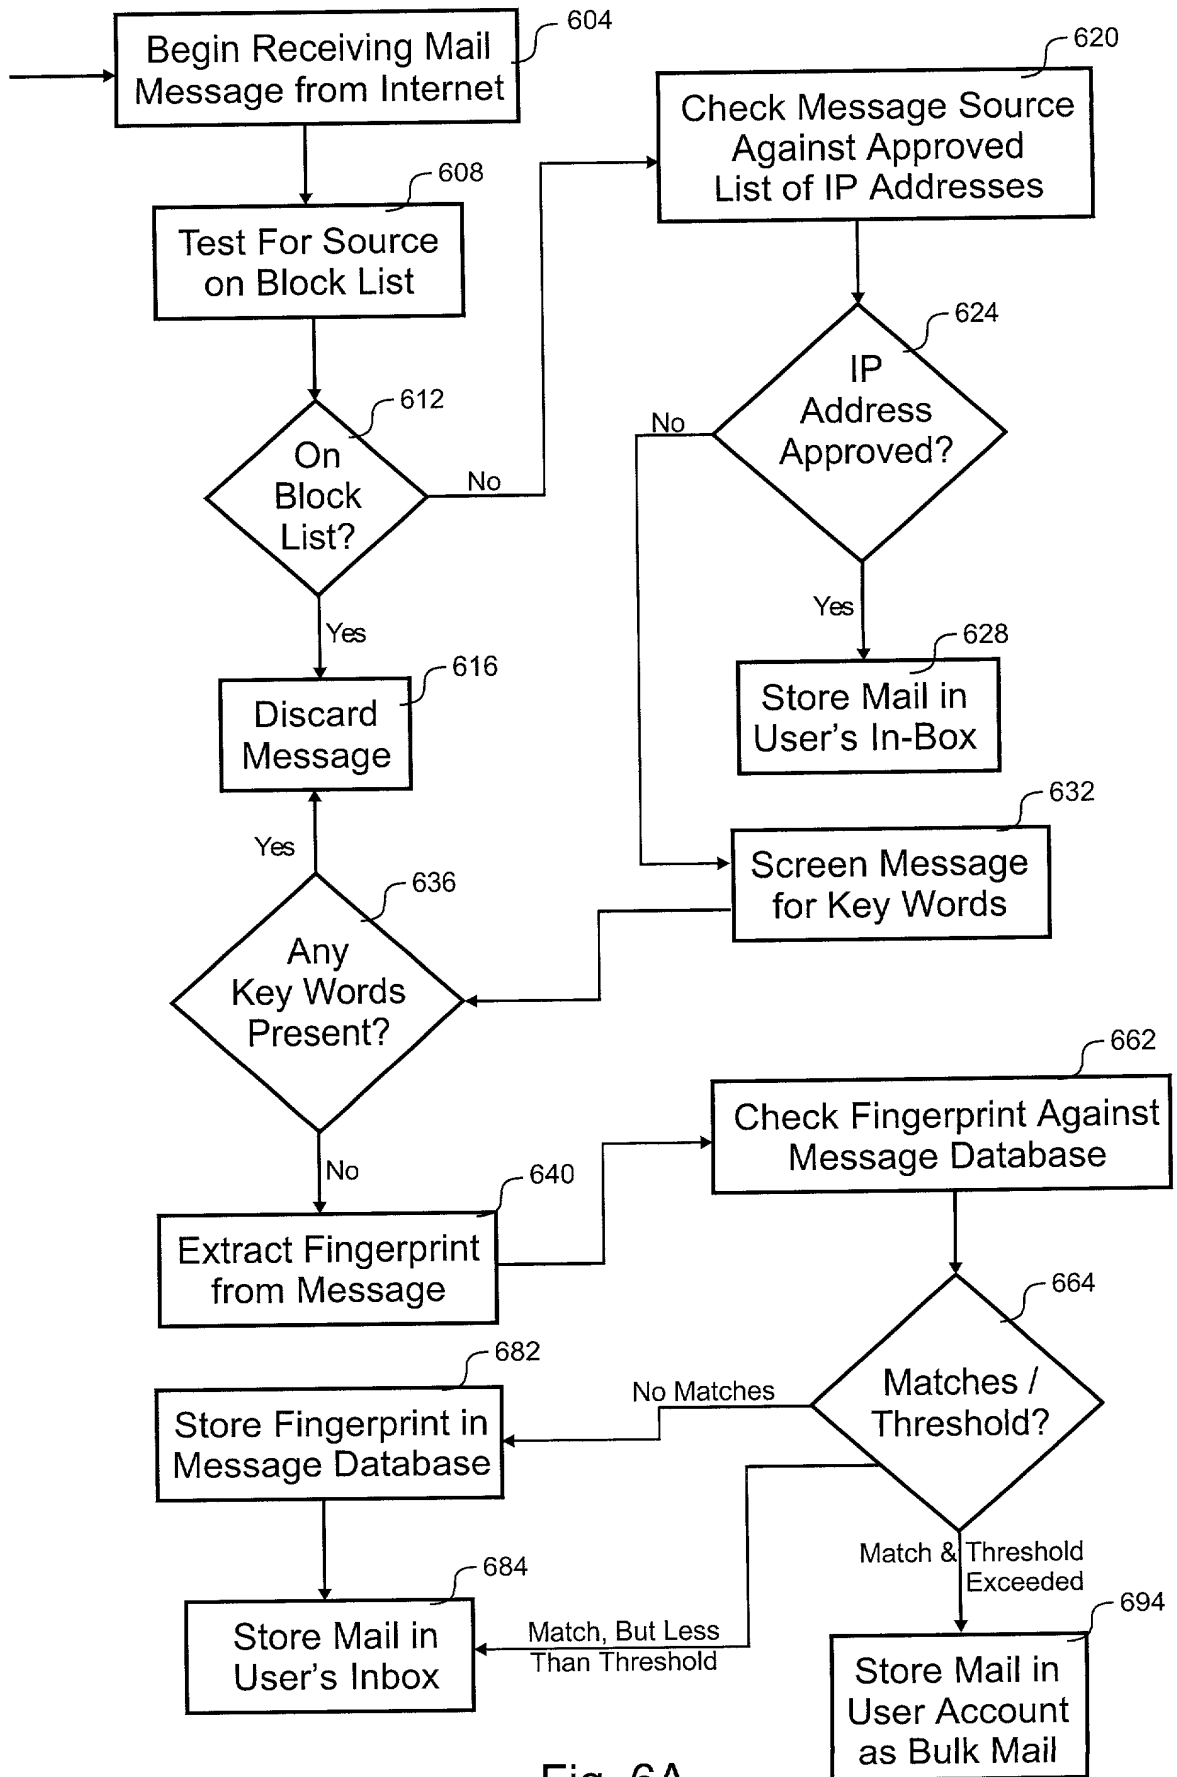 604
Begin Receiving Mail
Message from Internet
608
Test For Source
on Block List
612
On
Block
List?
No
Yes
616
Discard
Message
620
Check Message Source
Against Approved
List of IP Addresses
624
IP
Address
Approved?
No
Yes
628
Store Mail in
User's In-Box
632
Screen Message
for Key Words
Yes
636
Any
Key Words
Present?
No
640
Extract Fingerprint
from Message
662
Check Fingerprint Against
Message Database
664
Matches /
Threshold?
No Matches
682
Store Fingerprint in
Message Database
684
Store Mail in
User's Inbox
Match, But Less
Than Threshold
Match & Threshold
Exceeded
694
Store Mail in
User Account
as Bulk Mail
Fig. 6A